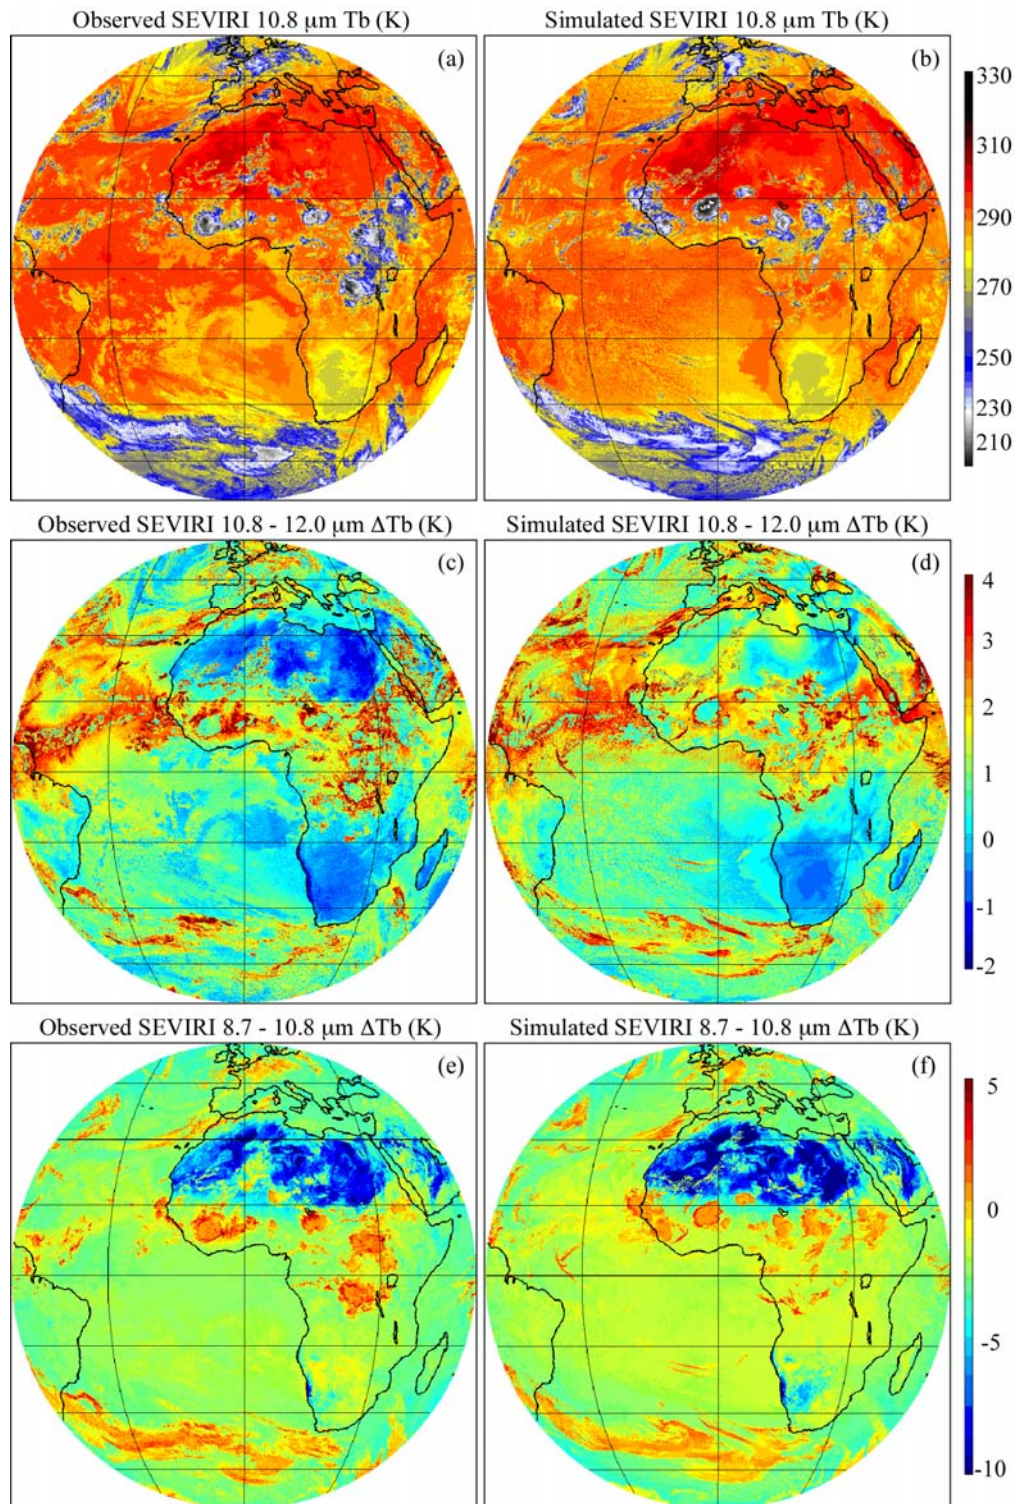 Observed SEVIRI 10.8 μm Tb (K)
Simulated SEVIRI 10.8 μm Tb (K)
(a)
(b)
330
310
290
270
250
230
210
Observed SEVIRI 10.8 - 12.0 μm ΔTb (K)
Simulated SEVIRI 10.8 - 12.0 μm ΔTb (K)
(c)
(d)
4
3
2
1
0
-1
-2
Observed SEVIRI 8.7 - 10.8 μm ΔTb (K)
Simulated SEVIRI 8.7 - 10.8 μm ΔTb (K)
(e)
(f)
5
0
-5
-10